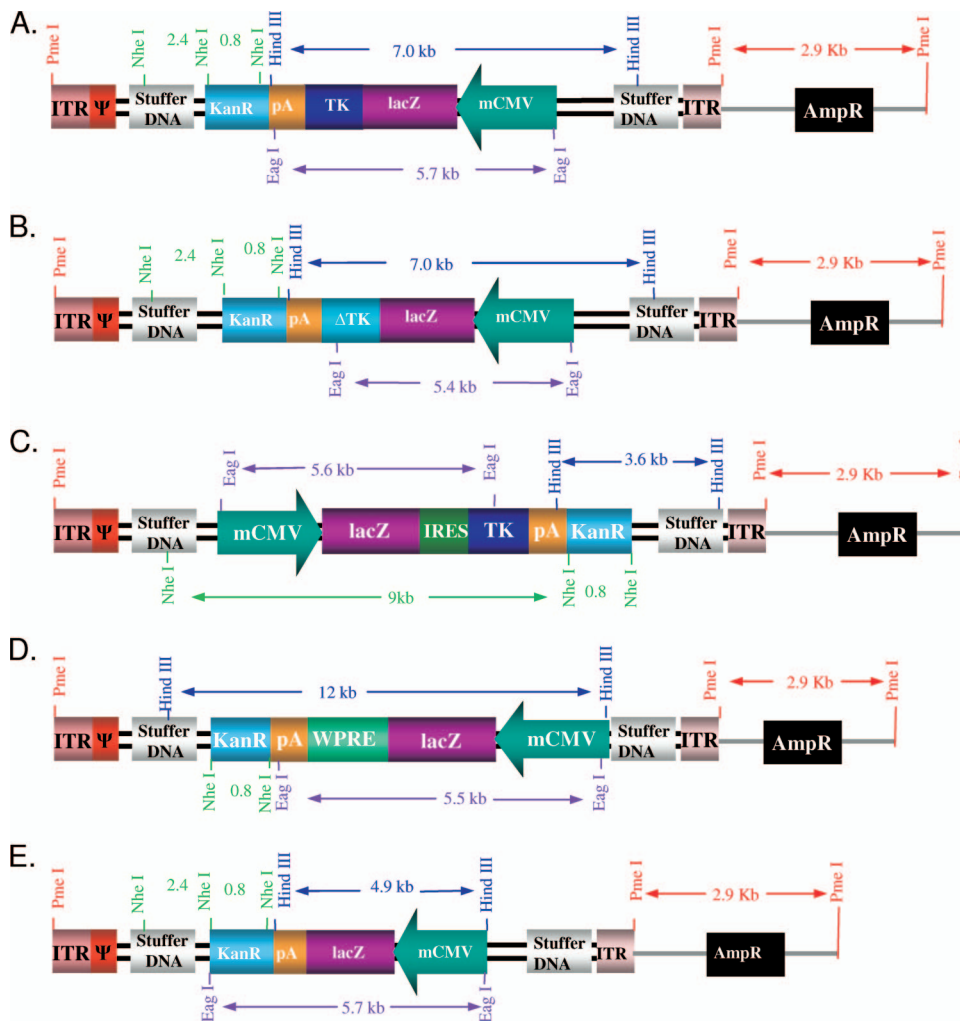 A.
Pme I
Nhe I
2.4
Nhe I
0.8
Nhe I
Hind III
7.0 kb
Hind III
Pme I
2.9 Kb
Pme I
ITR
Ψ
Stuffer
DNA
KanR
pA
TK
lacZ
mCMV
Stuffer
DNA
ITR
AmpR
Eag I
5.7 kb
Eag I
B.
Pme I
Nhe I
2.4
Nhe I
0.8
Nhe I
Hind III
7.0 kb
Hind III
Pme I
2.9 Kb
Pme I
ITR
Ψ
Stuffer
DNA
KanR
pA
ΔTK
lacZ
mCMV
Stuffer
DNA
ITR
AmpR
Eag I
5.4 kb
Eag I
C.
Pme I
Eag I
5.6 kb
Eag I
Hind III
3.6 kb
Hind III
Pme I
2.9 Kb
ITR
Ψ
Stuffer
DNA
mCMV
lacZ
IRES
TK
pA
KanR
Stuffer
DNA
ITR
AmpR
Nhe I
9kb
Nhe I
0.8
Nhe I
D.
Pme I
Hind III
12 kb
Hind III
Pme I
2.9 Kb
Pme I
ITR
Ψ
Stuffer
DNA
KanR
pA
WPRE
lacZ
mCMV
Stuffer
DNA
ITR
AmpR
Nhe I
0.8
Nhe I
Eag I
5.5 kb
Eag I
E.
Pme I
Nhe I
2.4
Nhe I
0.8
Nhe I
Hind III
4.9 kb
Hind III
Pme I
2.9 Kb
Pme I
ITR
Ψ
Stuffer
DNA
KanR
pA
lacZ
mCMV
Stuffer
DNA
ITR
AmpR
Eag I
5.7 kb
Eag I